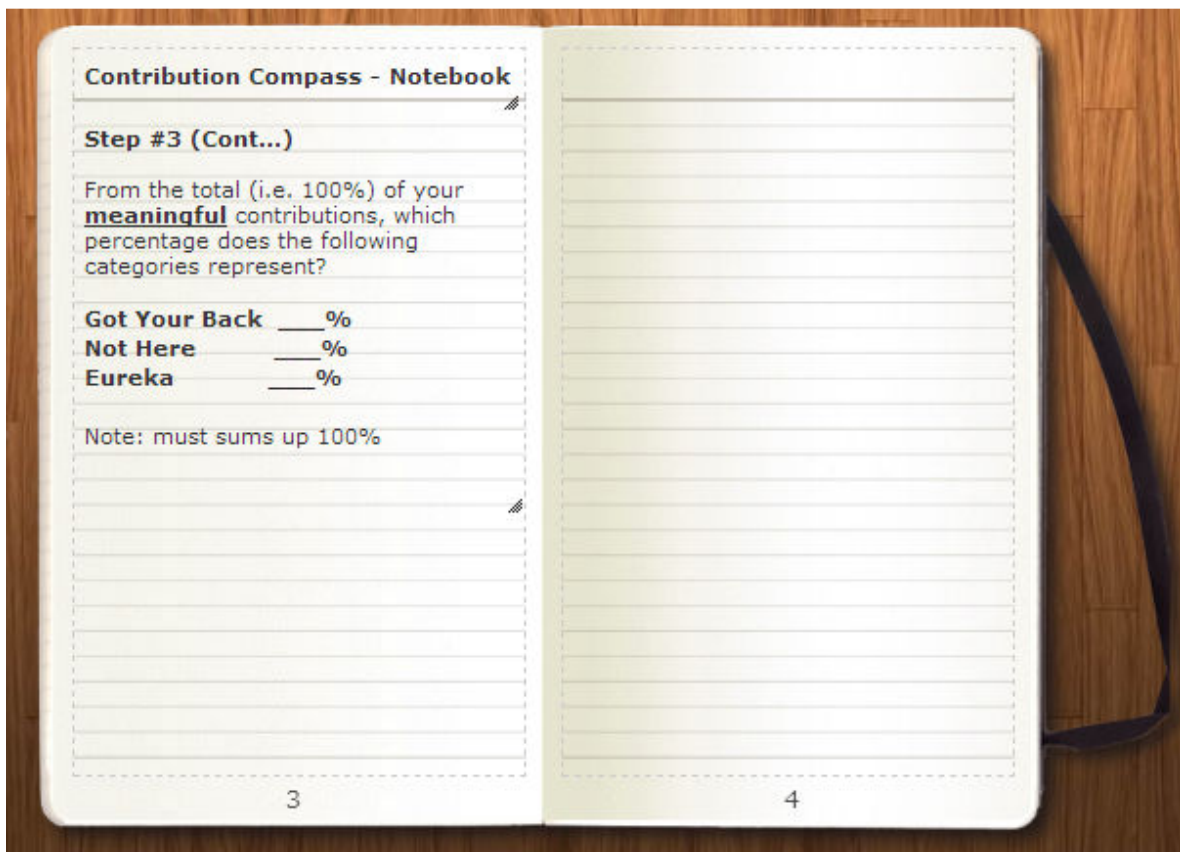 Contribution Compass - Notebook
Step #3 (Cont...)
From the total (i.e. 100%) of your
meaningful contributions, which
percentage does the following
categories represent?
Got Your Back ___%
Not Here ___%
Eureka ___%
Note: must sums up 100%
3
4